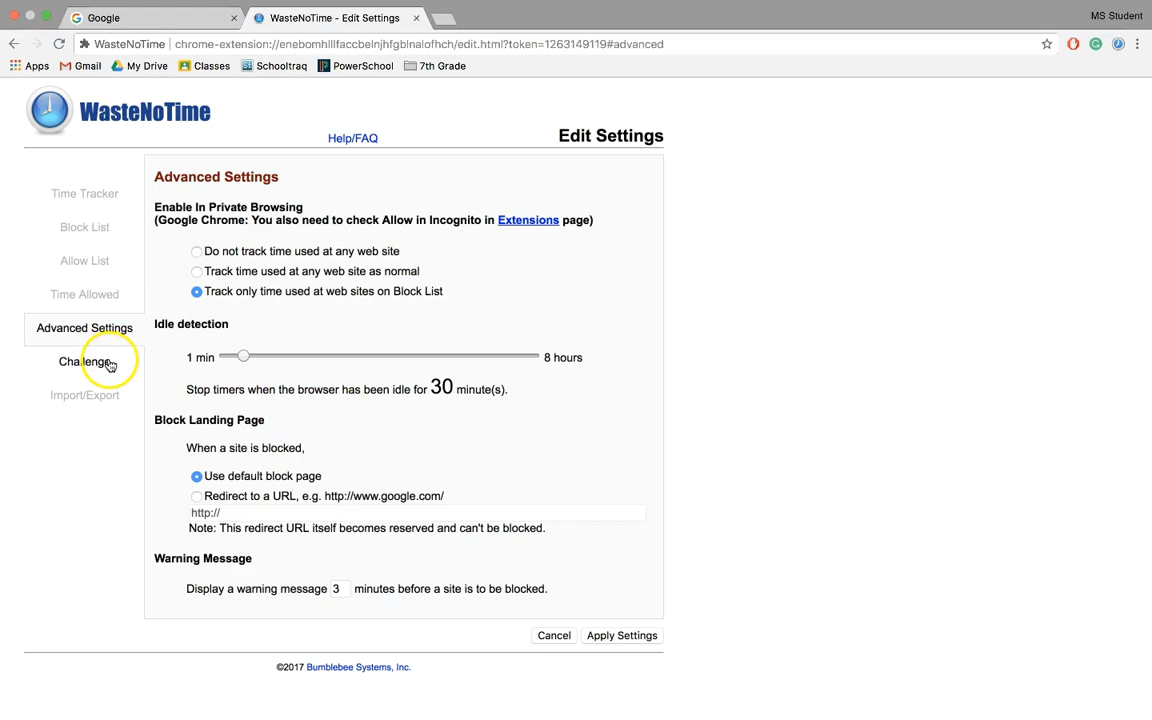 Google
WasteNoTime - Edit Settings
MS Student
WasteNoTime
chrome-extension://enebomhlllfaccbelnjhfgblnalofhch/edit.html?token=1263149119#advanced
Apps Gmail My Drive Classes Schooltraq PowerSchool 7th Grade
WasteNoTime
Help/FAQ
Edit Settings
Time Tracker
Block List
Allow List
Time Allowed
Advanced Settings
Challenge
Import/Export
Advanced Settings
Enable In Private Browsing
(Google Chrome: You also need to check Allow in Incognito in Extensions page)
Do not track time used at any web site
Track time used at any web site as normal
Track only time used at web sites on Block List
Idle detection
1 min 8 hours
Stop timers when the browser has been idle for 30 minute(s).
Block Landing Page
When a site is blocked,
Use default block page
Redirect to a URL, e.g. http://www.google.com/
http://
Note: This redirect URL itself becomes reserved and can't be blocked.
Warning Message
Display a warning message 3 minutes before a site is to be blocked.
Cancel Apply Settings
©2017 Bumblebee Systems, Inc.